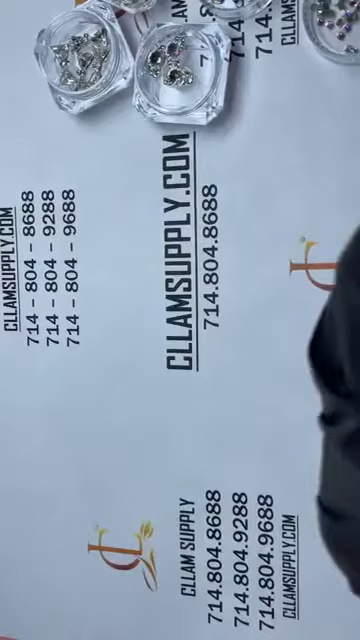 CLLAMSUPPLY.COM
714 - 804 - 8688
714 - 804 - 9288
714 - 804 - 9688
CLLAMSUPPLY.COM
714.804.8688
CLLAM SUPPLY
714.804.8688
714.804.9288
714.804.9688
CLLAMSUPPLY.COM